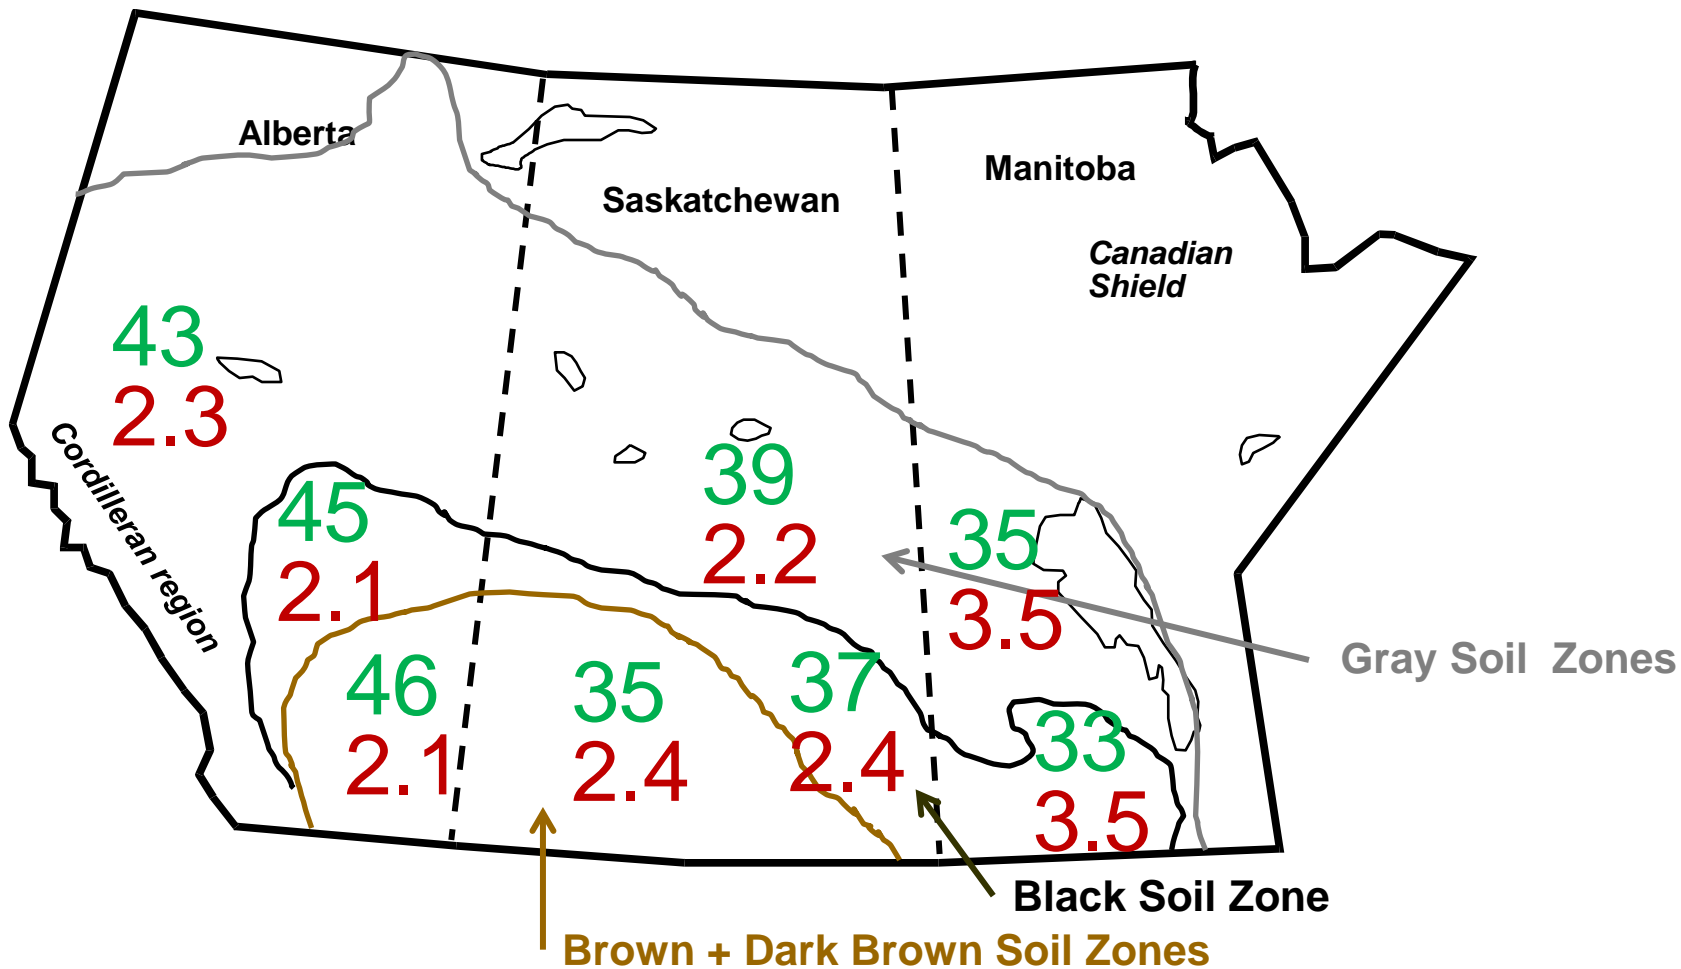 Alberta
Saskatchewan
Manitoba
Canadian
Shield
43
2.3
Cordilleran region
45
2.1
39
2.2
35
3.5
Gray Soil Zones
46
2.1
35
2.4
37
2.4
33
3.5
Black Soil Zone
Brown + Dark Brown Soil Zones